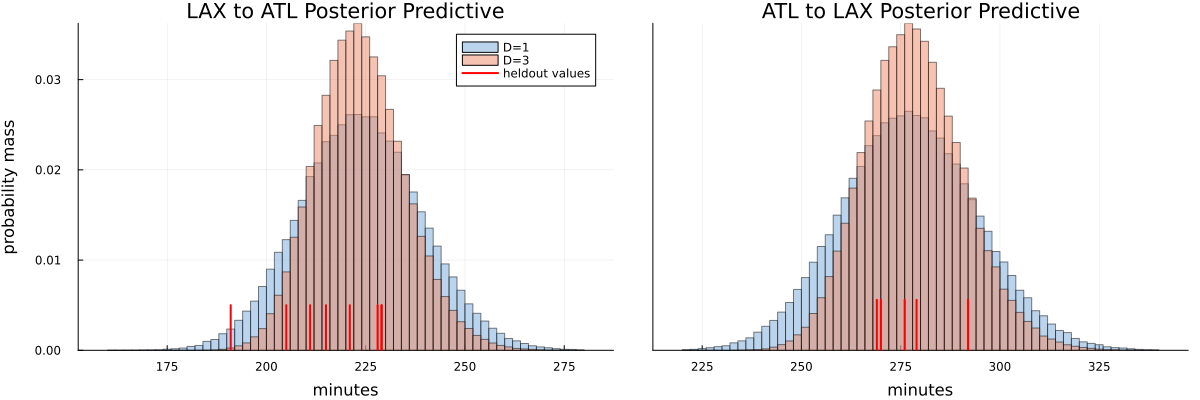 LAX to ATL Posterior Predictive
D=1
D=3
heldout values
probability mass
0.03
0.02
0.01
0.00
175 200 225 250 275
minutes
ATL to LAX Posterior Predictive
225 250 275 300 325
minutes